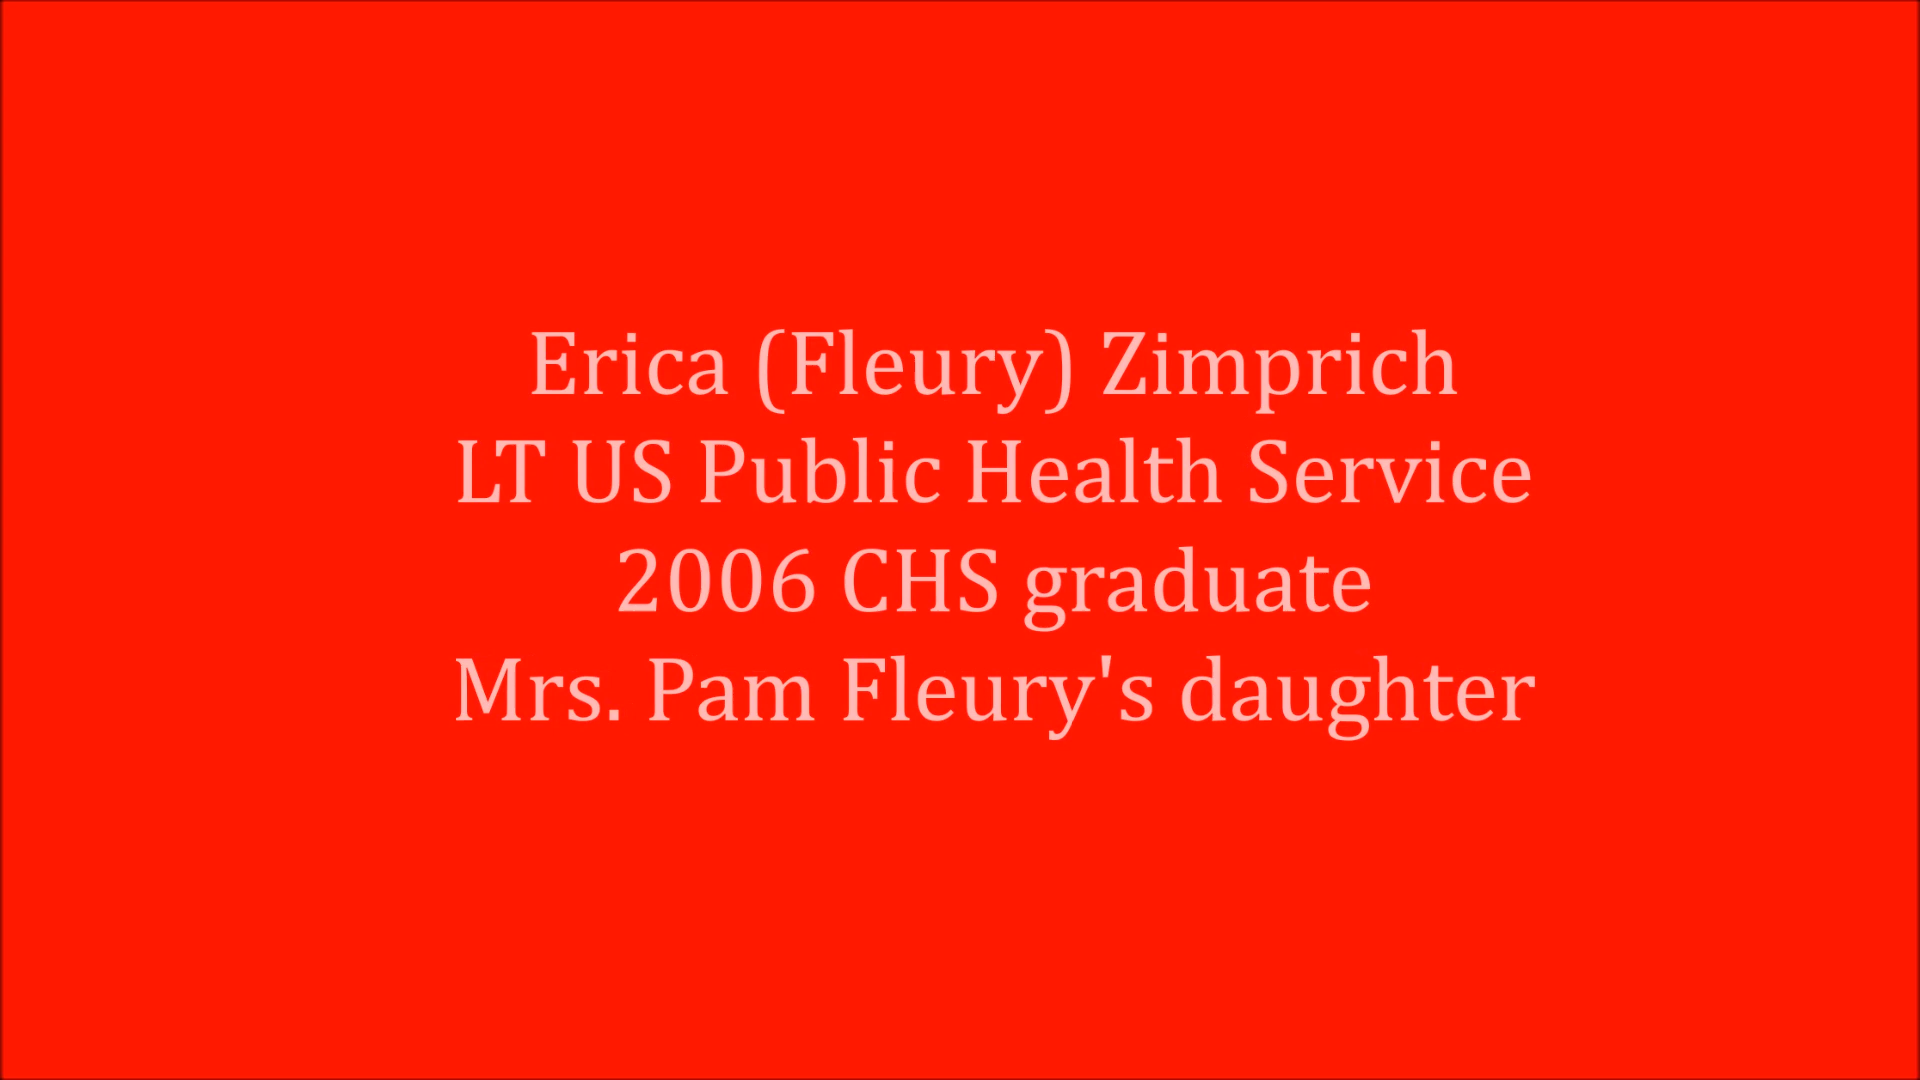 Erica (Fleury) Zimprich
LT US Public Health Service
2006 CHS graduate
Mrs. Pam Fleury's daughter